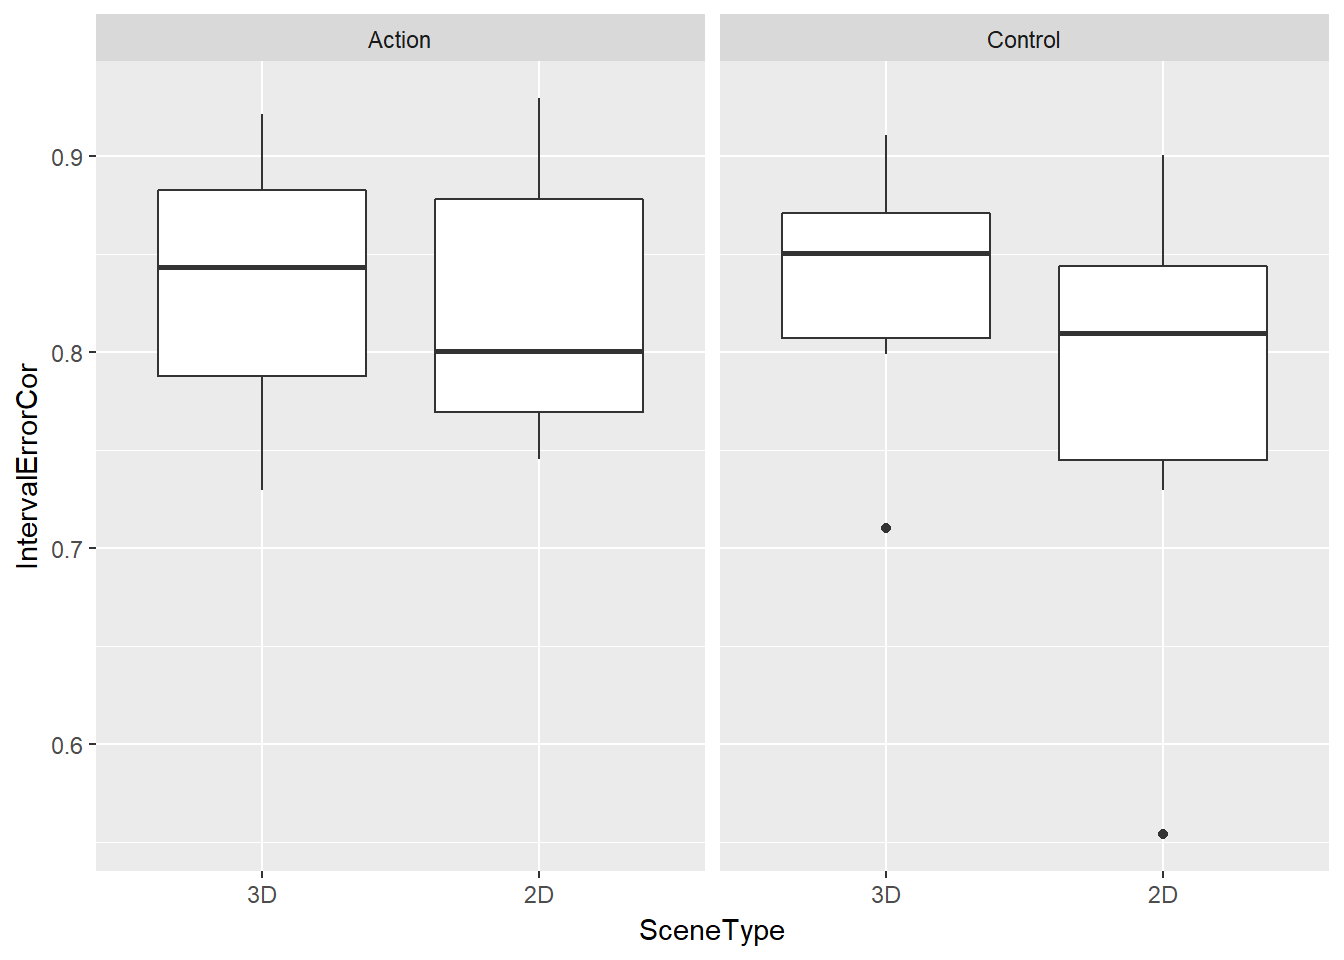 Action Control
IntervalErrorCor
0.9
0.8
0.7
0.6
3D 2D 3D 2D
SceneType